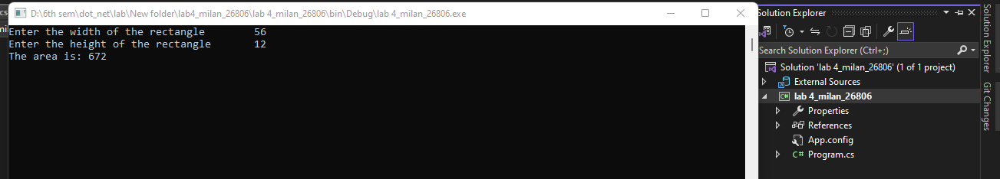 D:\6th sem\dot_net\lab\New folder\lab4_milan_26806\lab 4_milan_26806\bin\Debug\lab 4_milan_26806.exe
Enter the width of the rectangle 56
Enter the height of the rectangle 12
The area is: 672
Solution Explorer
Search Solution Explorer (Ctrl+;)
Solution 'lab 4_milan_26806' (1 of 1 project)
External Sources
C# lab 4_milan_26806
Properties
References
App.config
C# Program.cs
Solution Explorer
Git Changes